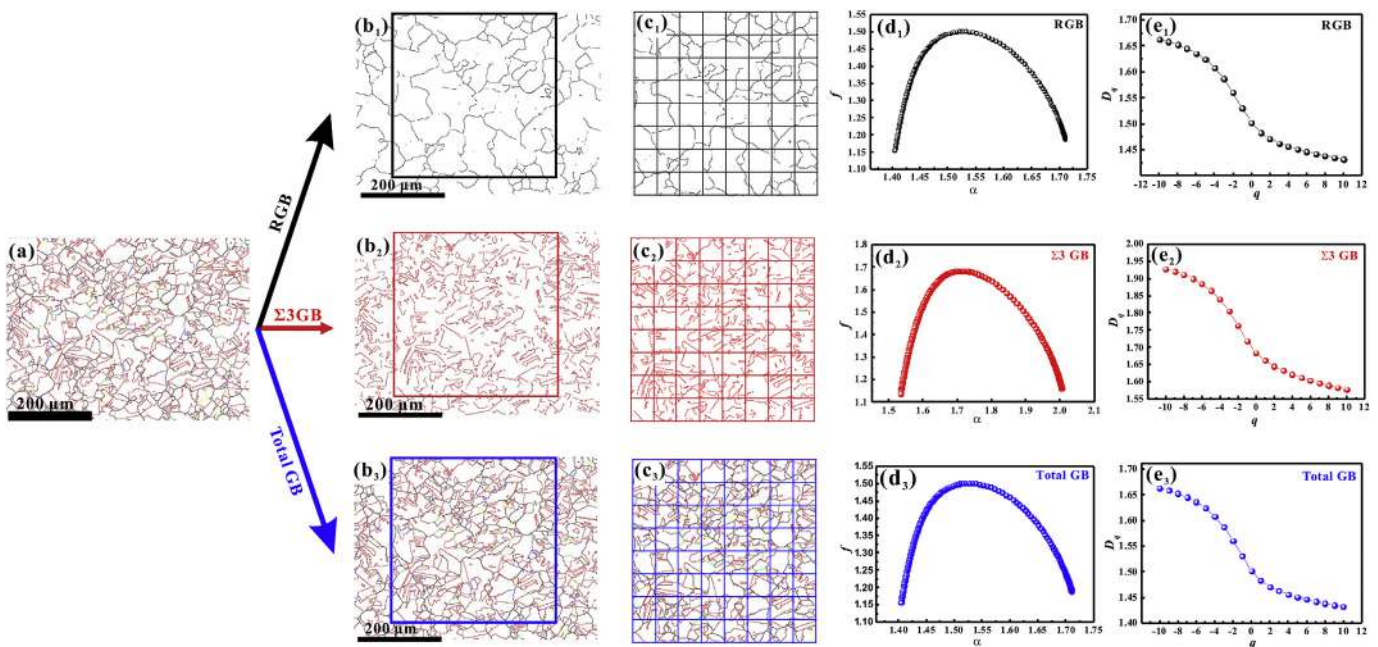 (a)
200 µm
RGB
Σ3GB
Total GB
(b1)
200 µm
(c1)
(d1)
RGB
f
1.55
1.50
1.45
1.40
1.35
1.30
1.25
1.20
1.15
1.10
1.40 1.45 1.50 1.55 1.60 1.65 1.70 1.75
α
(e1)
RGB
Dq
1.70
1.65
1.60
1.55
1.50
1.45
-12 -10 -8 -6 -4 -2 0 2 4 6 8 10 12
q
(b2)
200 µm
(c2)
(d2)
Σ3 GB
f
1.8
1.7
1.6
1.5
1.4
1.3
1.2
1.1
1.5 1.6 1.7 1.8 1.9 2.0 2.1
α
(e2)
Σ3 GB
Dq
2.00
1.95
1.90
1.85
1.80
1.75
1.70
1.65
1.60
1.55
-10 -8 -6 -4 -2 0 2 4 6 8 10 12
q
(b3)
200 µm
(c3)
(d3)
Total GB
f
1.55
1.50
1.45
1.40
1.35
1.30
1.25
1.20
1.15
1.10
1.40 1.45 1.50 1.55 1.60 1.65 1.70 1.75
α
(e3)
Total GB
Dq
1.70
1.65
1.60
1.55
1.50
1.45
1.40
-10 -8 -6 -4 -2 0 2 4 6 8 10 12
q